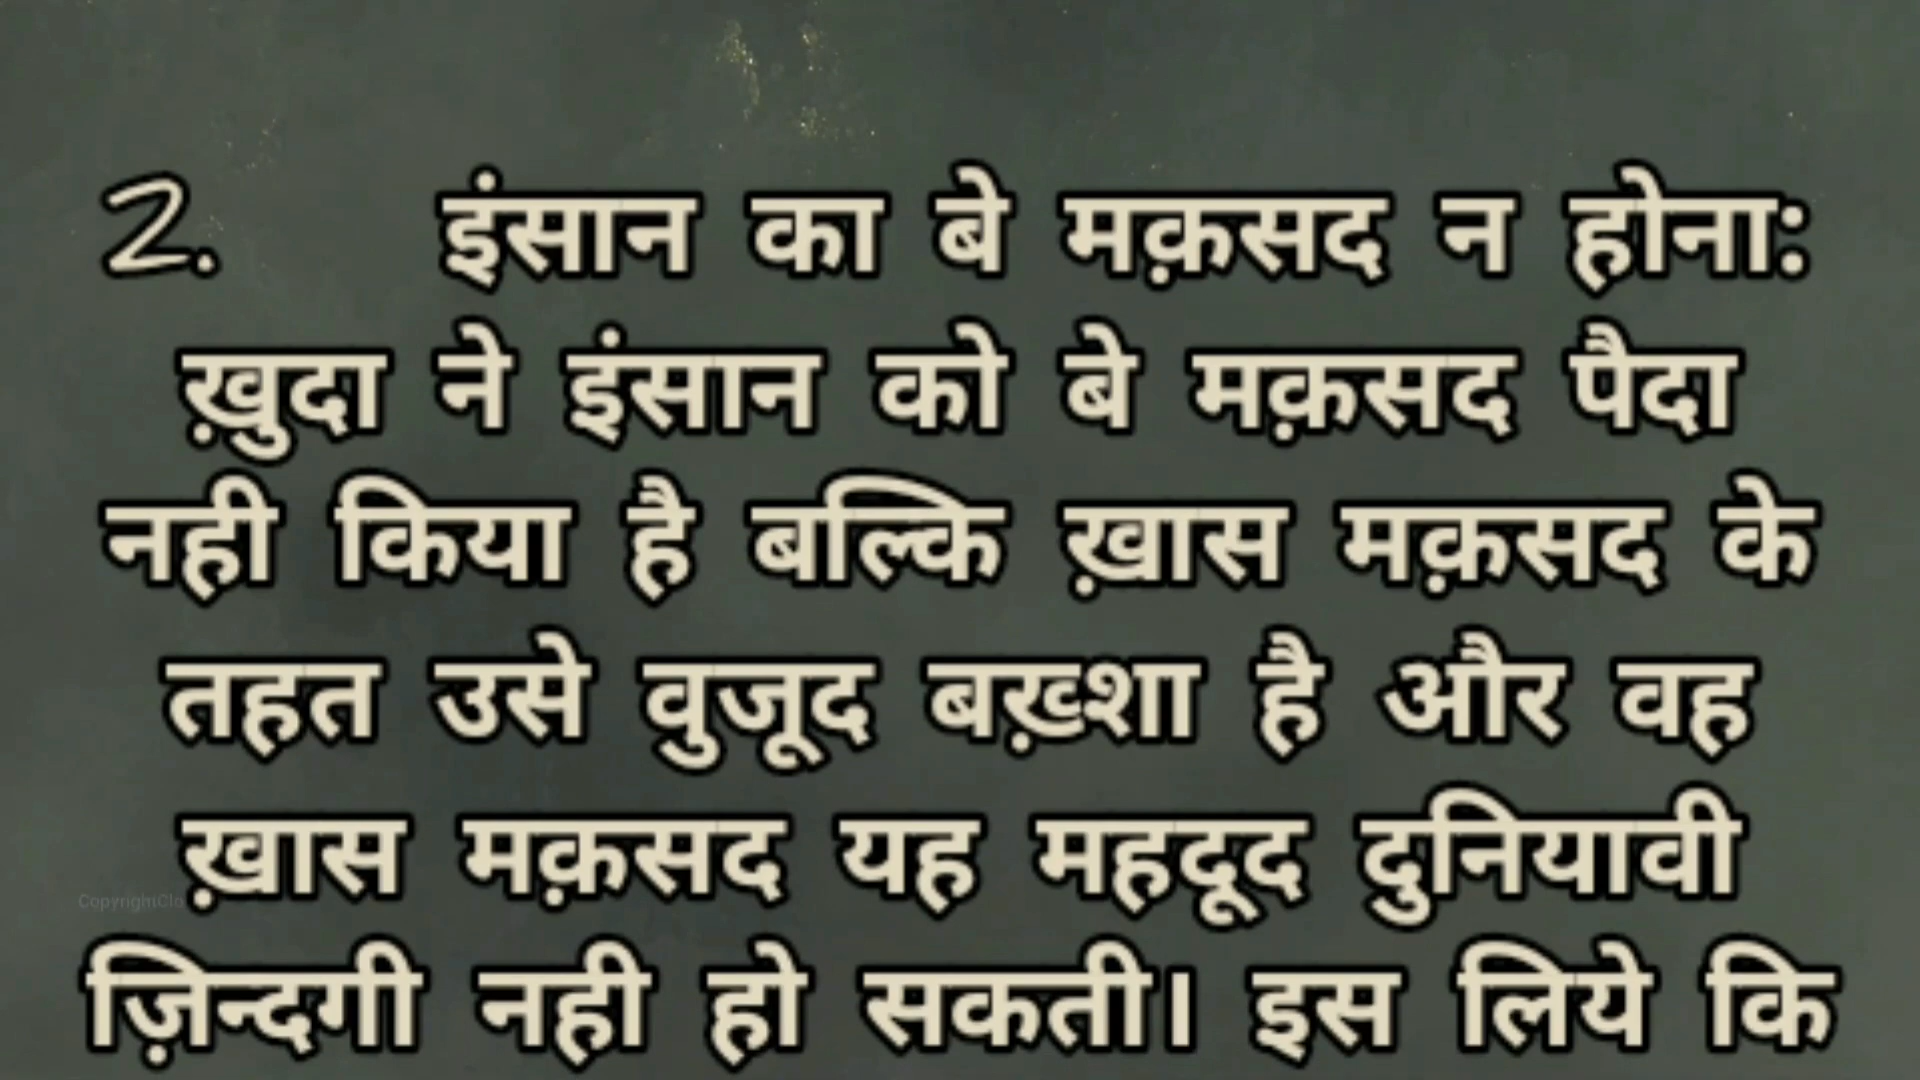 2. इंसान का बे मक़सद न होना:
ख़ुदा ने इंसान को बे मक़सद पैदा
नही किया है बल्कि ख़ास मक़सद के
तहत उसे वुजूद बख़्शा है और वह
ख़ास मक़सद यह महदूद दुनियावी
CopyrightClo
ज़िन्दगी नही हो सकती। इस लिये कि